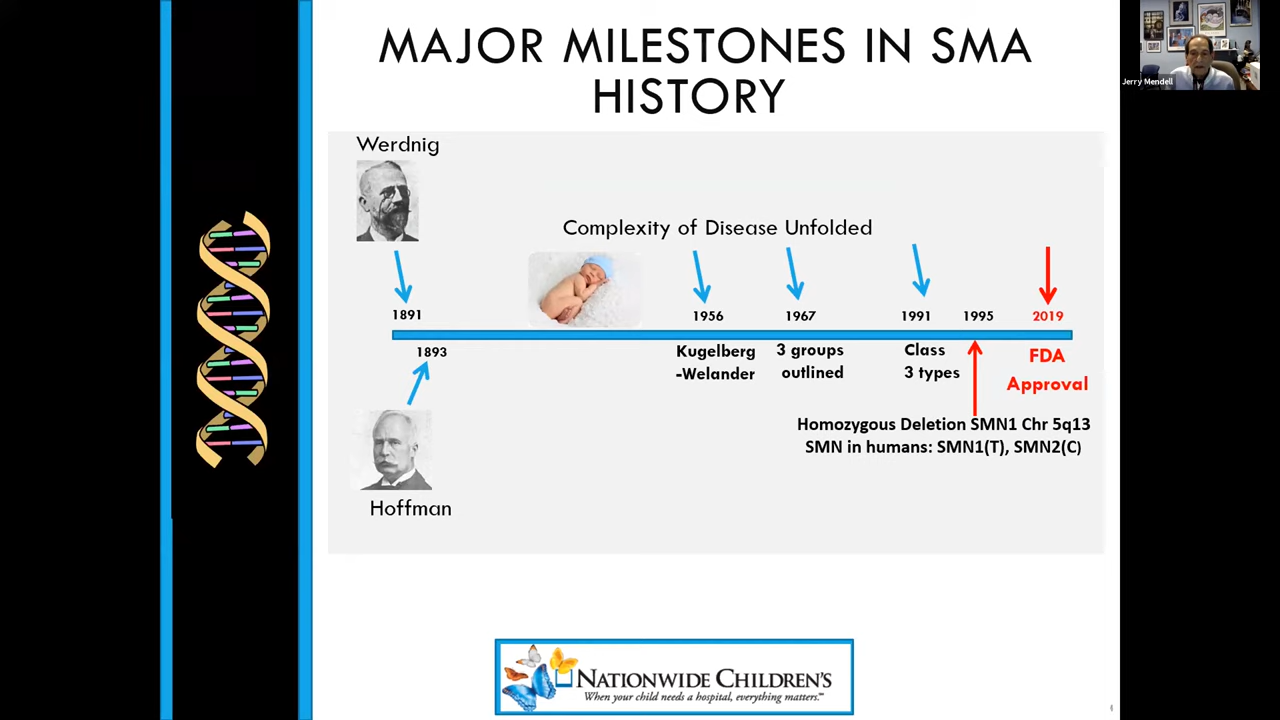 MAJOR MILESTONES IN SMA
HISTORY
Jerry Mendell
Werdnig
Complexity of Disease Unfolded
1891
1956
1967
1991
1995
2019
1893
Kugelberg
-Welander
3 groups
outlined
Class
3 types
FDA
Approval
Homozygous Deletion SMN1 Chr 5q13
SMN in humans: SMN1(T), SMN2(C)
Hoffman
NATIONWIDE CHILDREN'S
When your child needs a hospital, everything matters.™
4